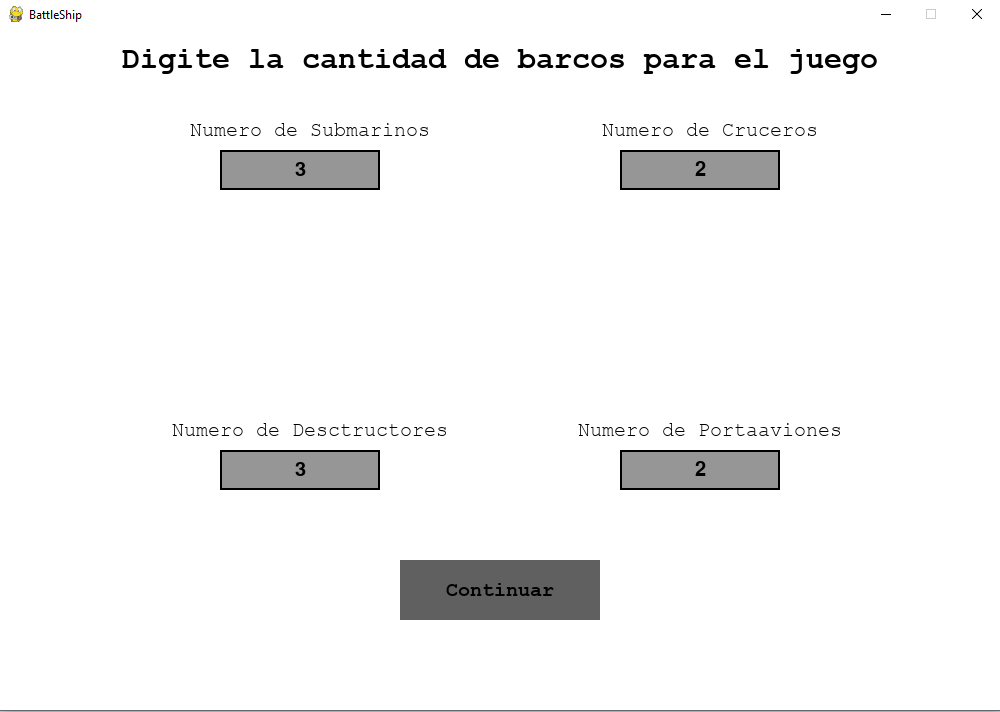 BattleShip
Digite la cantidad de barcos para el juego
Numero de Submarinos
3
Numero de Cruceros
2
Numero de Desctructores
3
Numero de Portaaviones
2
Continuar